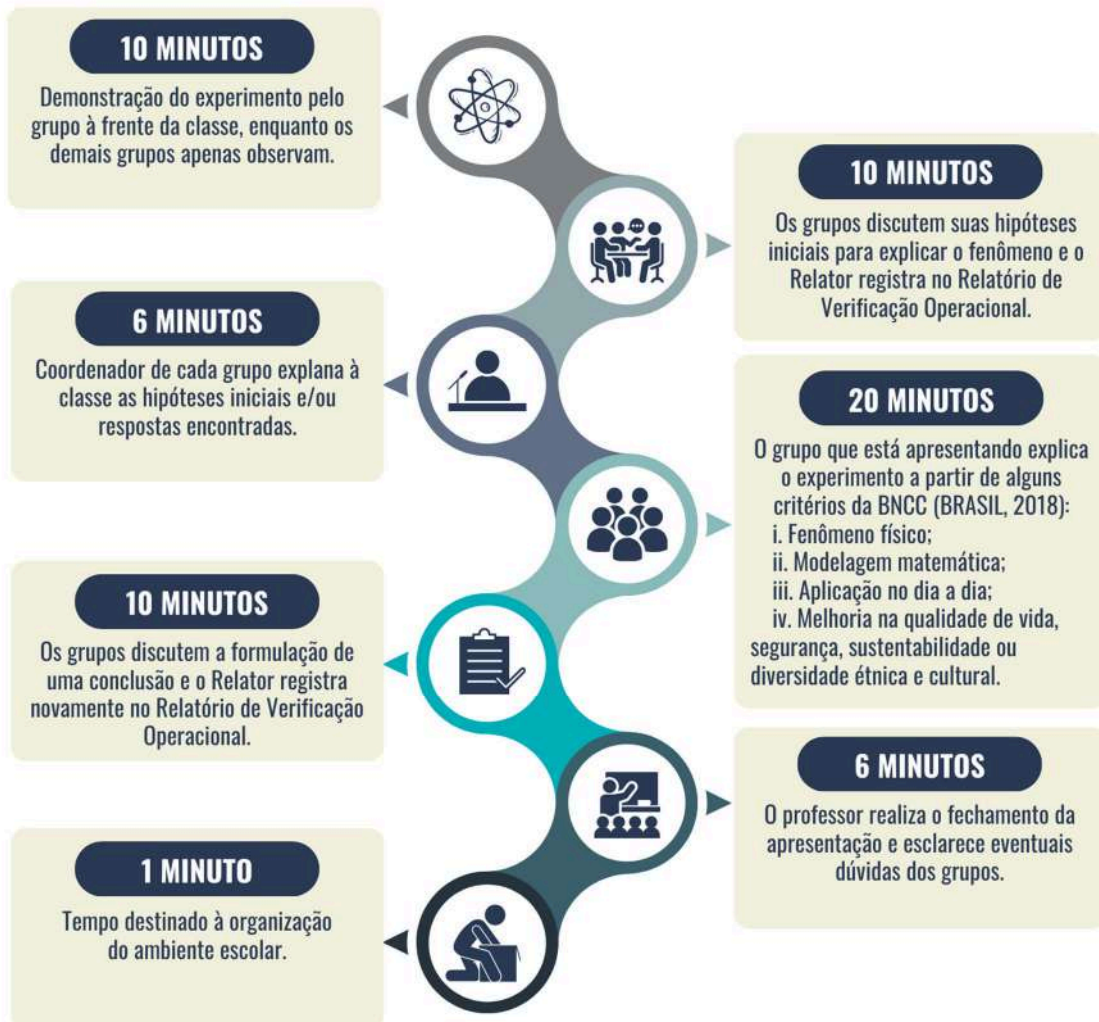 10 MINUTOS
Demonstração do experimento pelo
grupo à frente da classe, enquanto os
demais grupos apenas observam.
10 MINUTOS
Os grupos discutem suas hipóteses
iniciais para explicar o fenômeno e o
Relator registra no Relatório de
Verificação Operacional.
6 MINUTOS
Coordenador de cada grupo explana à
classe as hipóteses iniciais e/ou
respostas encontradas.
20 MINUTOS
O grupo que está apresentando explica
o experimento a partir de alguns
critérios da BNCC (BRASIL, 2018):
i. Fenômeno físico;
ii. Modelagem matemática;
iii. Aplicação no dia a dia;
iv. Melhoria na qualidade de vida,
segurança, sustentabilidade ou
diversidade étnica e cultural.
10 MINUTOS
Os grupos discutem a formulação de
uma conclusão e o Relator registra
novamente no Relatório de Verificação
Operacional.
6 MINUTOS
O professor realiza o fechamento da
apresentação e esclarece eventuais
dúvidas dos grupos.
1 MINUTO
Tempo destinado à organização
do ambiente escolar.